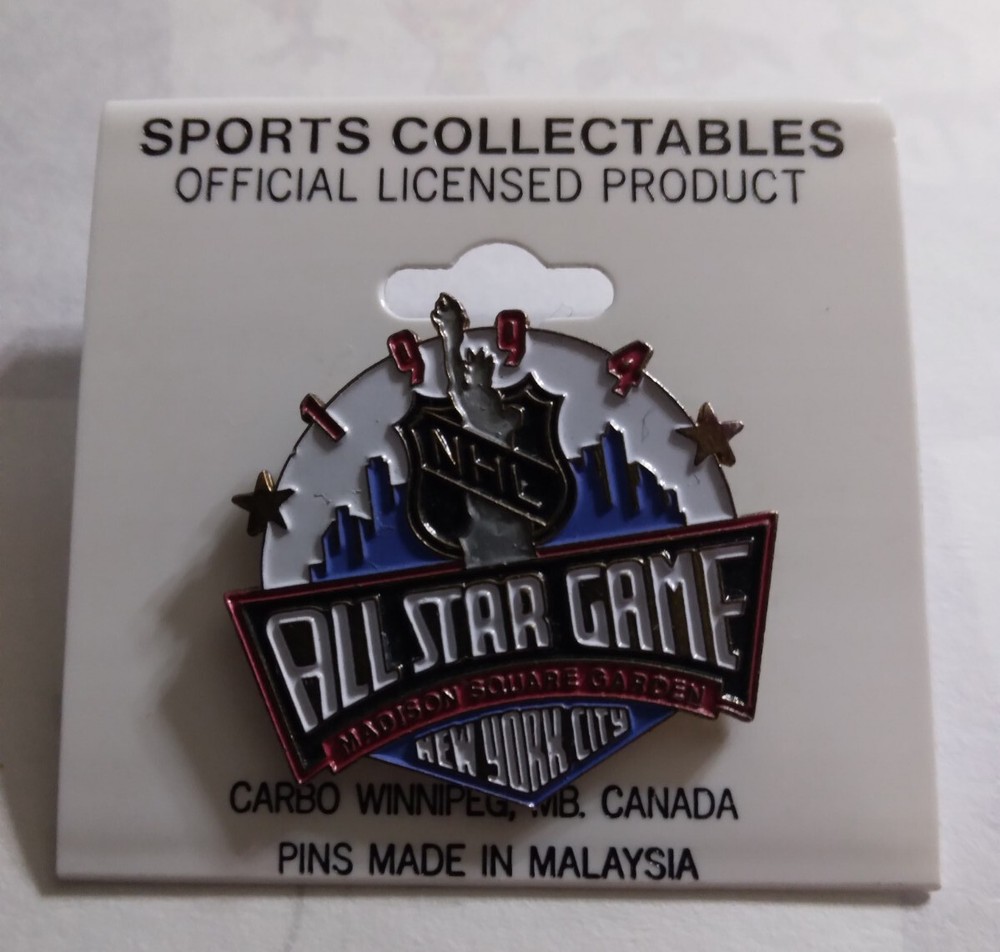 SPORTS COLLECTABLES
OFFICIAL LICENSED PRODUCT
1994
NHL
ALL STAR GAME
MADISON SQUARE GARDEN
NEW YORK CITY
CARBO WINNIPEG, MB. CANADA
PINS MADE IN MALAYSIA